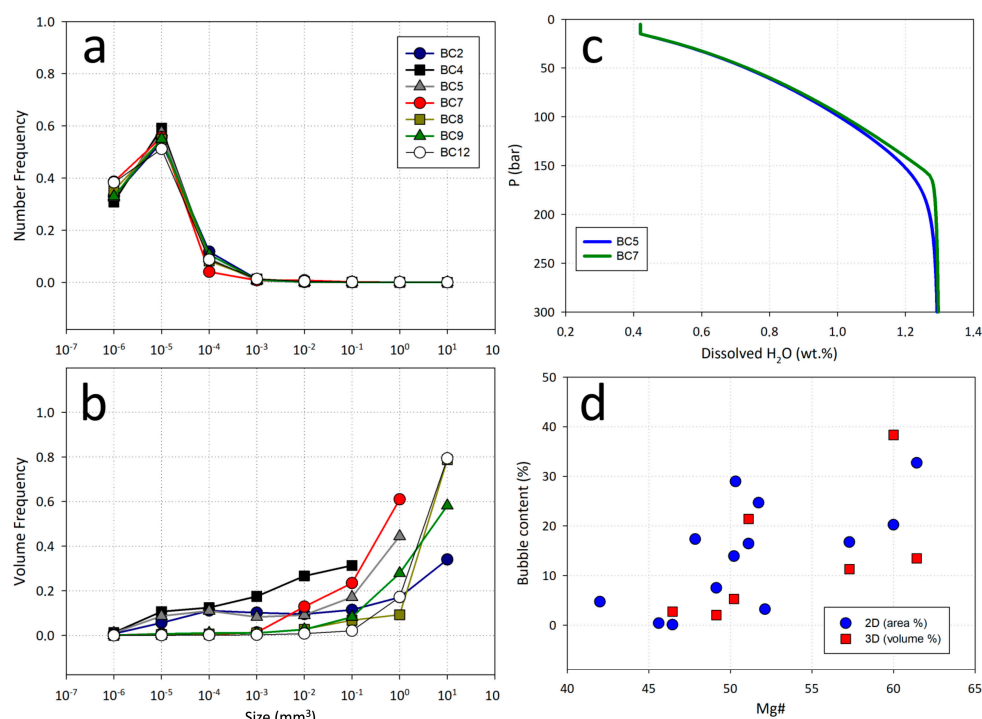 a
1.0
0.8
0.6
0.4
0.2
0.0
Number Frequency
BC2
BC4
BC5
BC7
BC8
BC9
BC12
10⁻⁷ 10⁻⁶ 10⁻⁵ 10⁻⁴ 10⁻³ 10⁻² 10⁻¹ 10⁰ 10¹ 10
b
1.0
0.8
0.6
0.4
0.2
0.0
Volume Frequency
10⁻⁷ 10⁻⁶ 10⁻⁵ 10⁻⁴ 10⁻³ 10⁻² 10⁻¹ 10⁰ 10¹ 10
Size (mm³)
c
0
50
100
150
200
250
300
P (bar)
BC5
BC7
0.2 0.4 0.6 0.8 1.0 1.2 1.4
Dissolved H₂O (wt.%)
d
50
40
30
20
10
0
Bubble content (%)
2D (area %)
3D (volume %)
40 45 50 55 60 65
Mg#